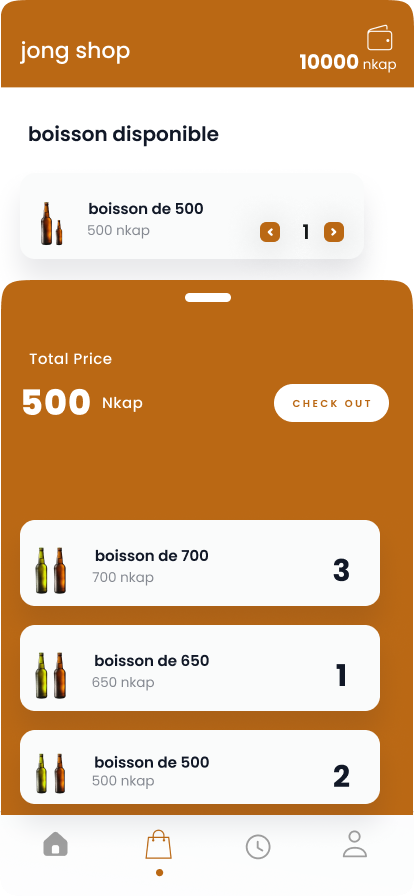 jong shop
10000 nkap
boisson disponible
boisson de 500
500 nkap
1
Total Price
500 Nkap
CHECK OUT
boisson de 700
700 nkap
3
boisson de 650
650 nkap
1
boisson de 500
500 nkap
2